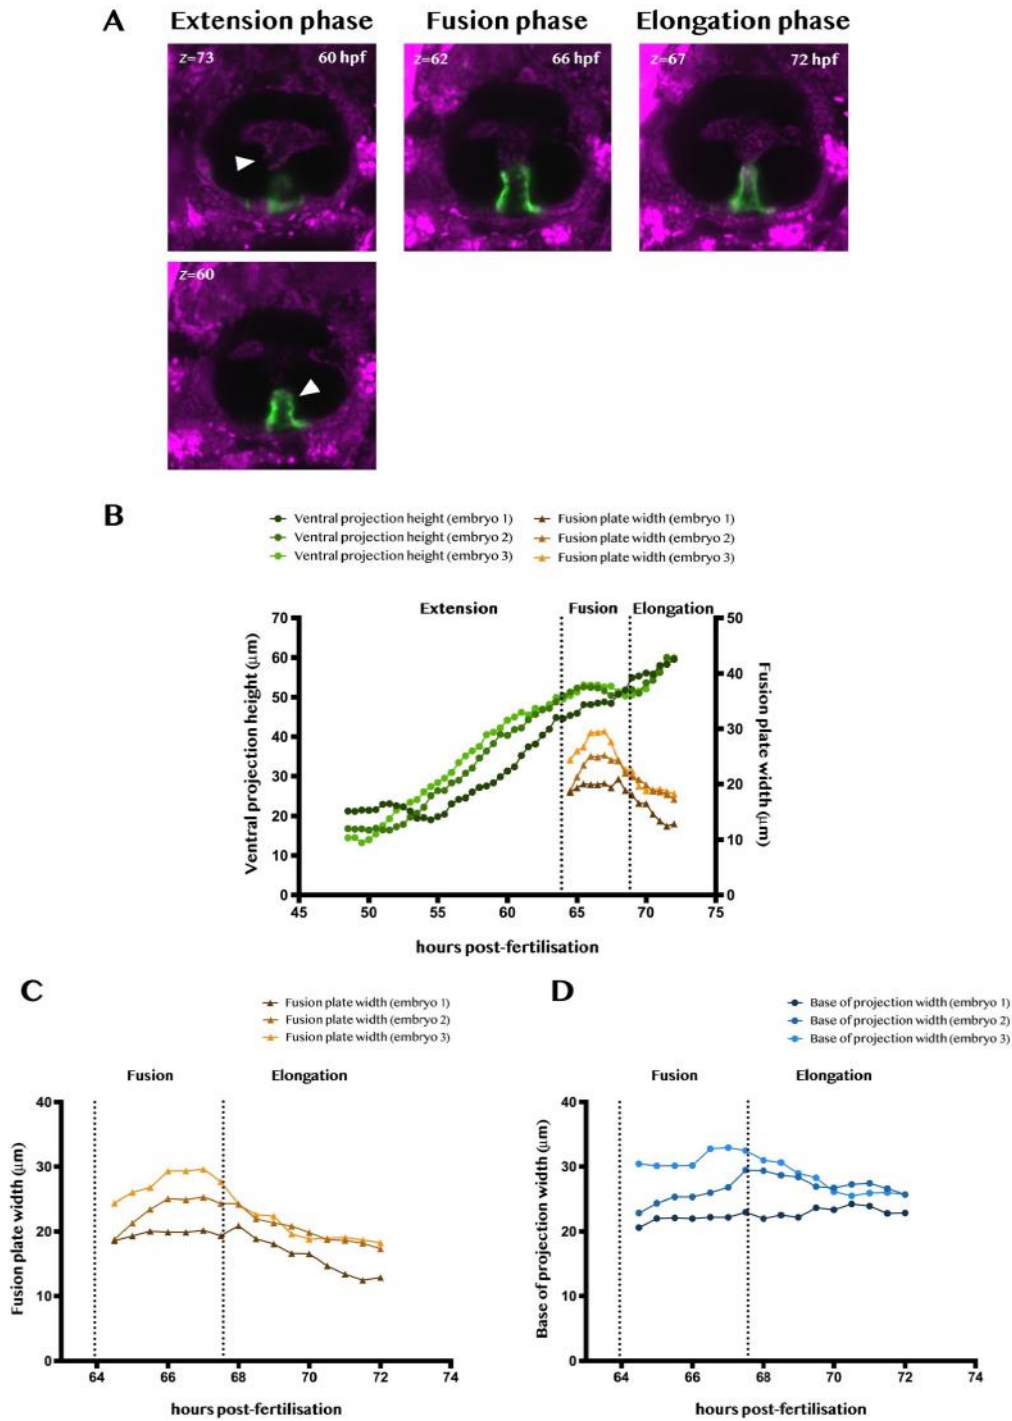 A
Extension phase
Fusion phase
Elongation phase
z=73
60 hpf
z=62
66 hpf
z=67
72 hpf
z=60
B
Ventral projection height (embryo 1)
Ventral projection height (embryo 2)
Ventral projection height (embryo 3)
Fusion plate width (embryo 1)
Fusion plate width (embryo 2)
Fusion plate width (embryo 3)
Extension
Fusion
Elongation
Ventral projection height (µm)
70
60
50
40
30
20
10
0
50
40
30
20
10
0
Fusion plate width (µm)
45 50 55 60 65 70 75
hours post-fertilisation
C
Fusion plate width (embryo 1)
Fusion plate width (embryo 2)
Fusion plate width (embryo 3)
Fusion
Elongation
Fusion plate width (µm)
40
30
20
10
0
64 66 68 70 72 74
hours post-fertilisation
D
Base of projection width (embryo 1)
Base of projection width (embryo 2)
Base of projection width (embryo 3)
Fusion
Elongation
Base of projection width (µm)
40
30
20
10
0
64 66 68 70 72 74
hours post-fertilisation